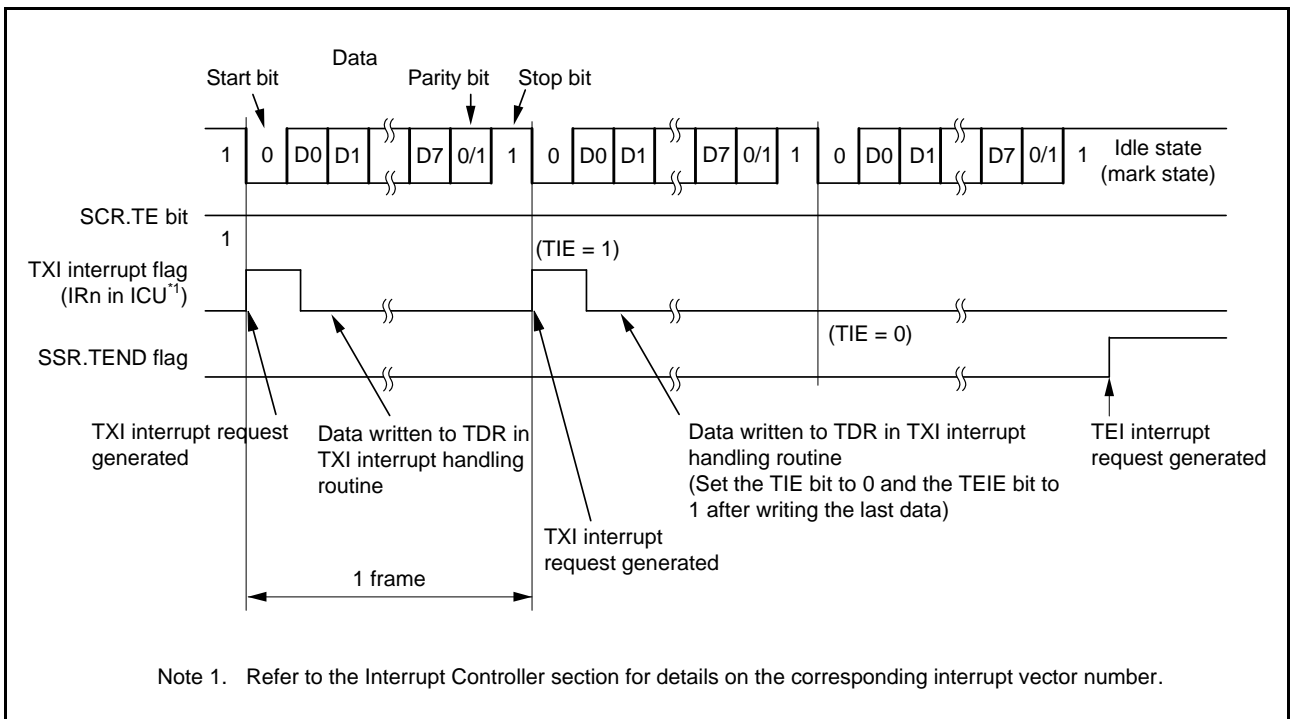 Data
Start bit Parity bit Stop bit
1 0 D0 D1 D7 0/1 1 0 D0 D1 D7 0/1 1 0 D0 D1 D7 0/1 1 Idle state
(mark state)
SCR.TE bit
1
(TIE = 1)
TXI interrupt flag
(IRn in ICU*1)
(TIE = 0)
SSR.TEND flag
TXI interrupt request
generated
Data written to TDR in
TXI interrupt handling
routine
Data written to TDR in TXI interrupt
handling routine
(Set the TIE bit to 0 and the TEIE bit to
1 after writing the last data)
TEI interrupt
request generated
TXI interrupt
request generated
1 frame
Note 1. Refer to the Interrupt Controller section for details on the corresponding interrupt vector number.